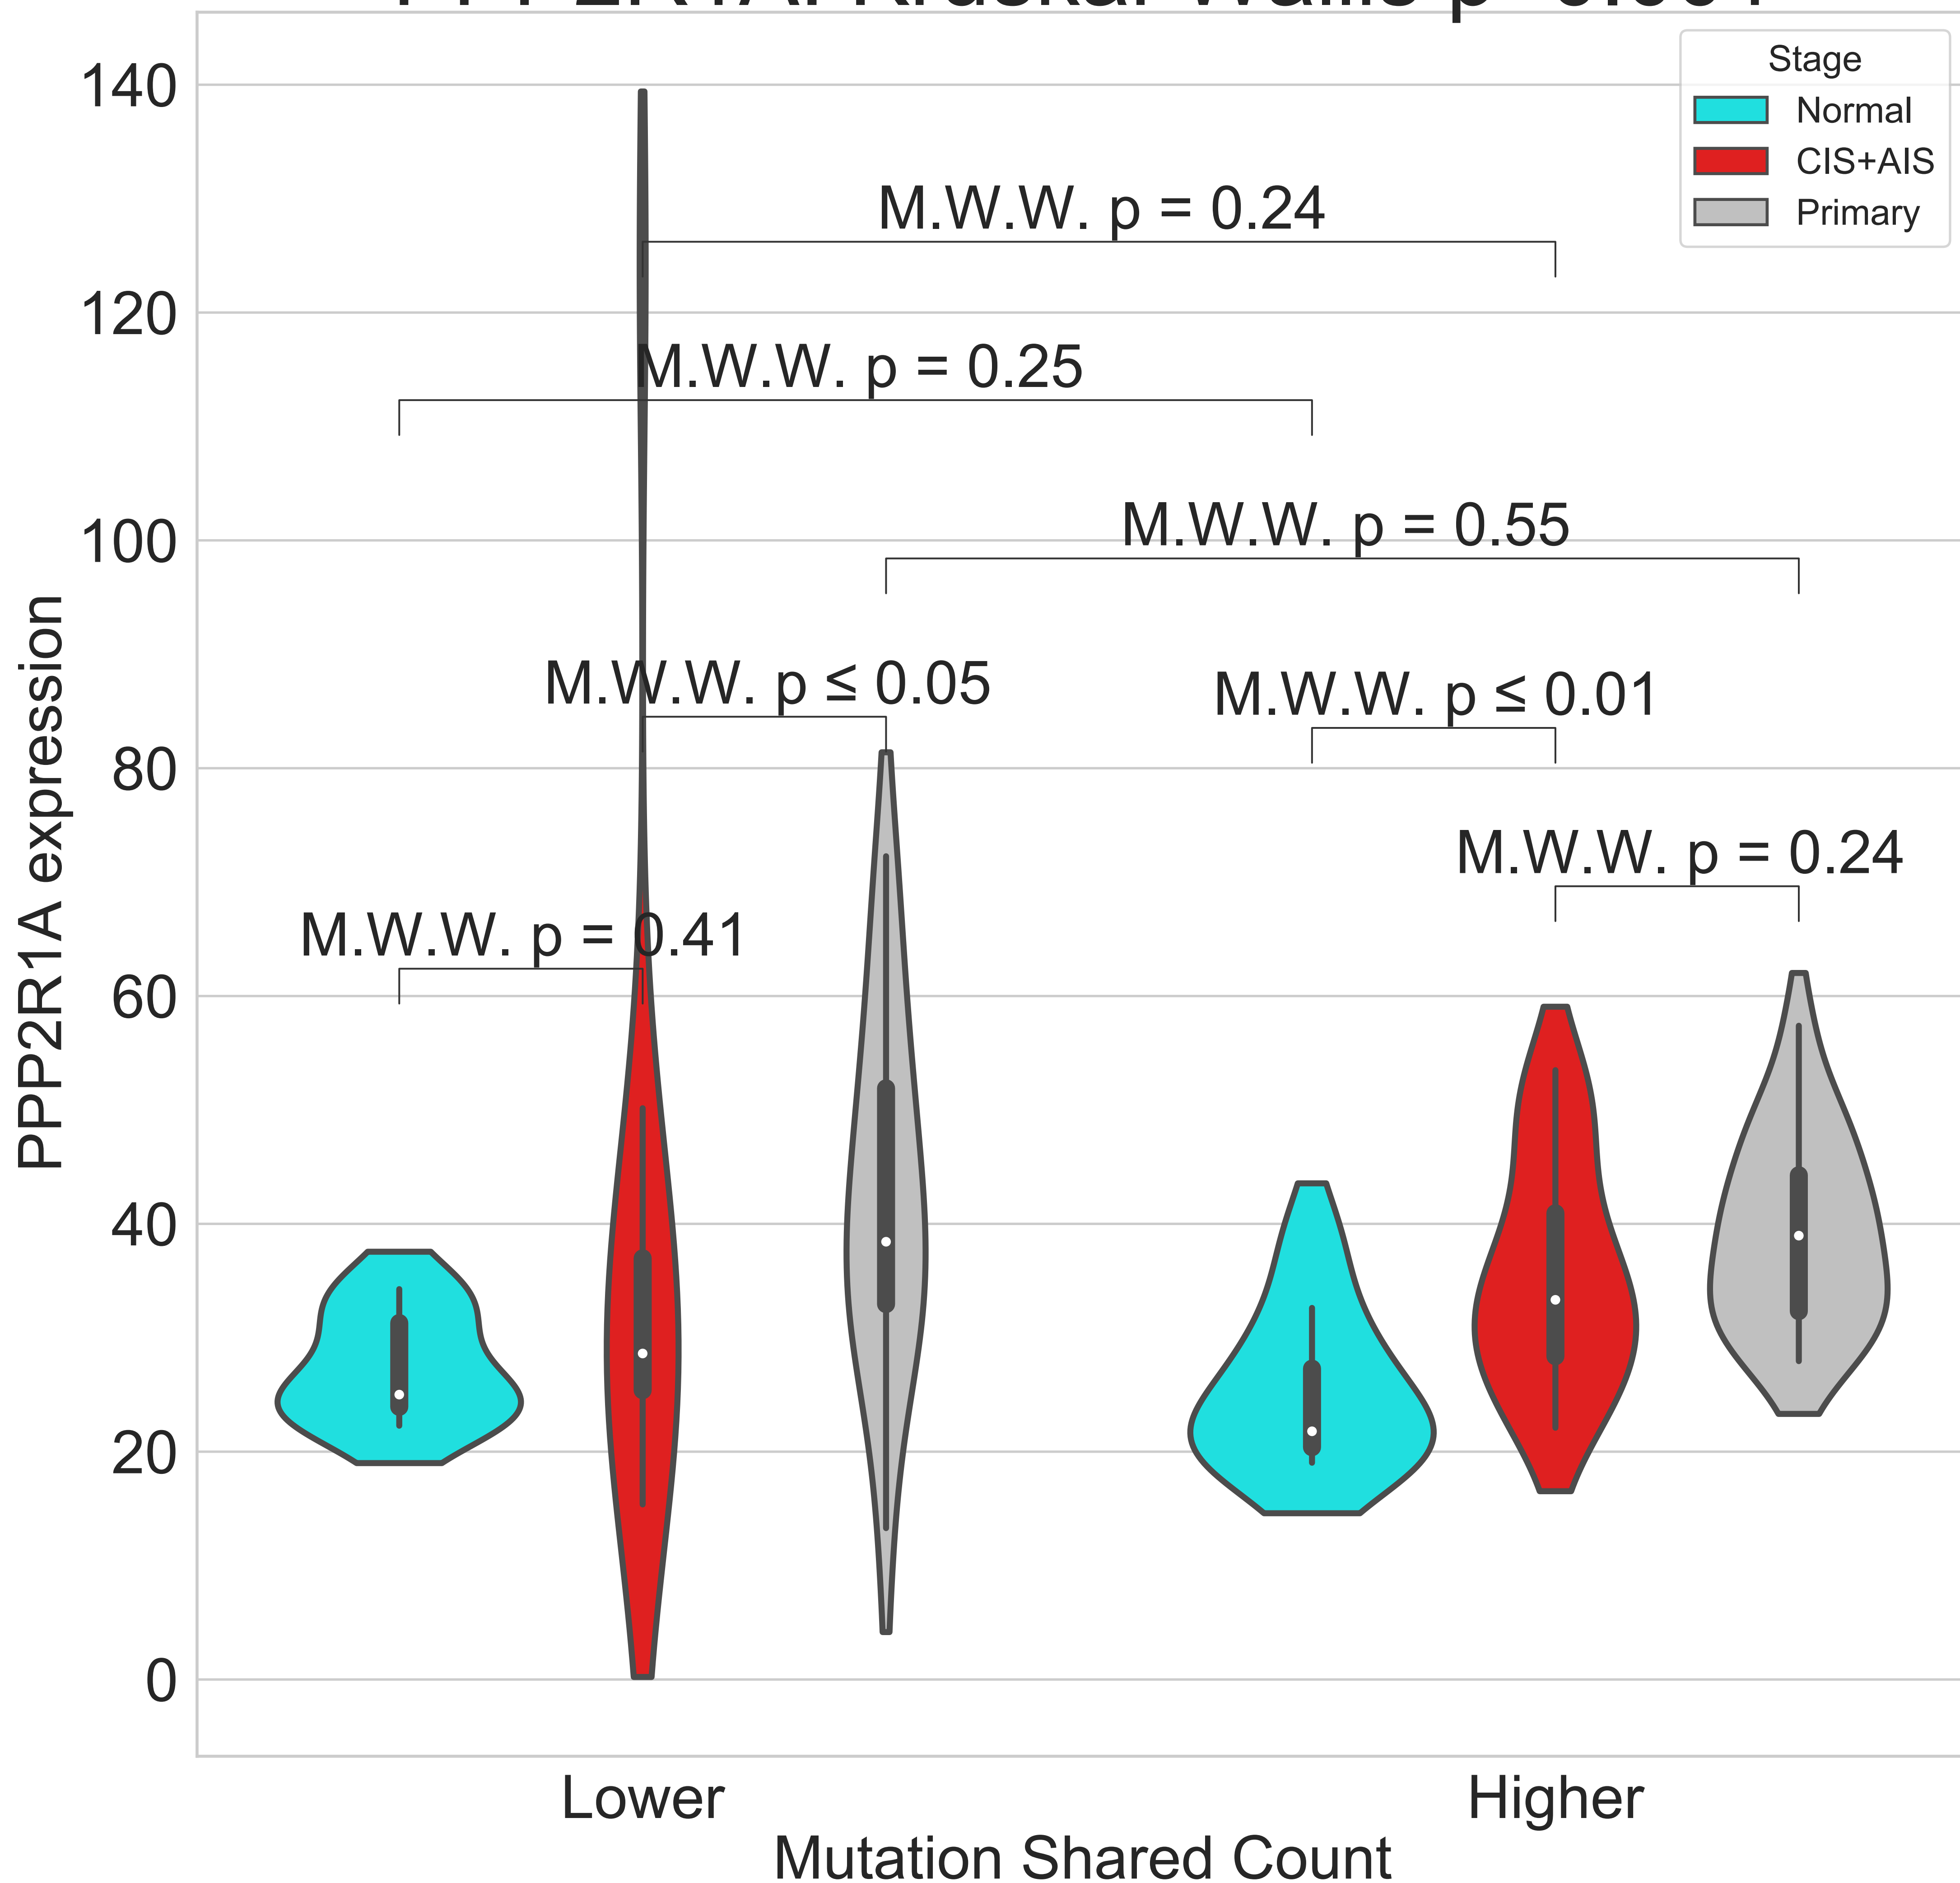 Stage
Normal
CIS+AIS
Primary
140
120
100
80
60
40
20
0
PPP2R1A expression
M.W.W. p = 0.24
M.W.W. p = 0.25
M.W.W. p = 0.55
M.W.W. p ≤ 0.05
M.W.W. p ≤ 0.01
M.W.W. p = 0.24
M.W.W. p = 0.41
Lower
Higher
Mutation Shared Count